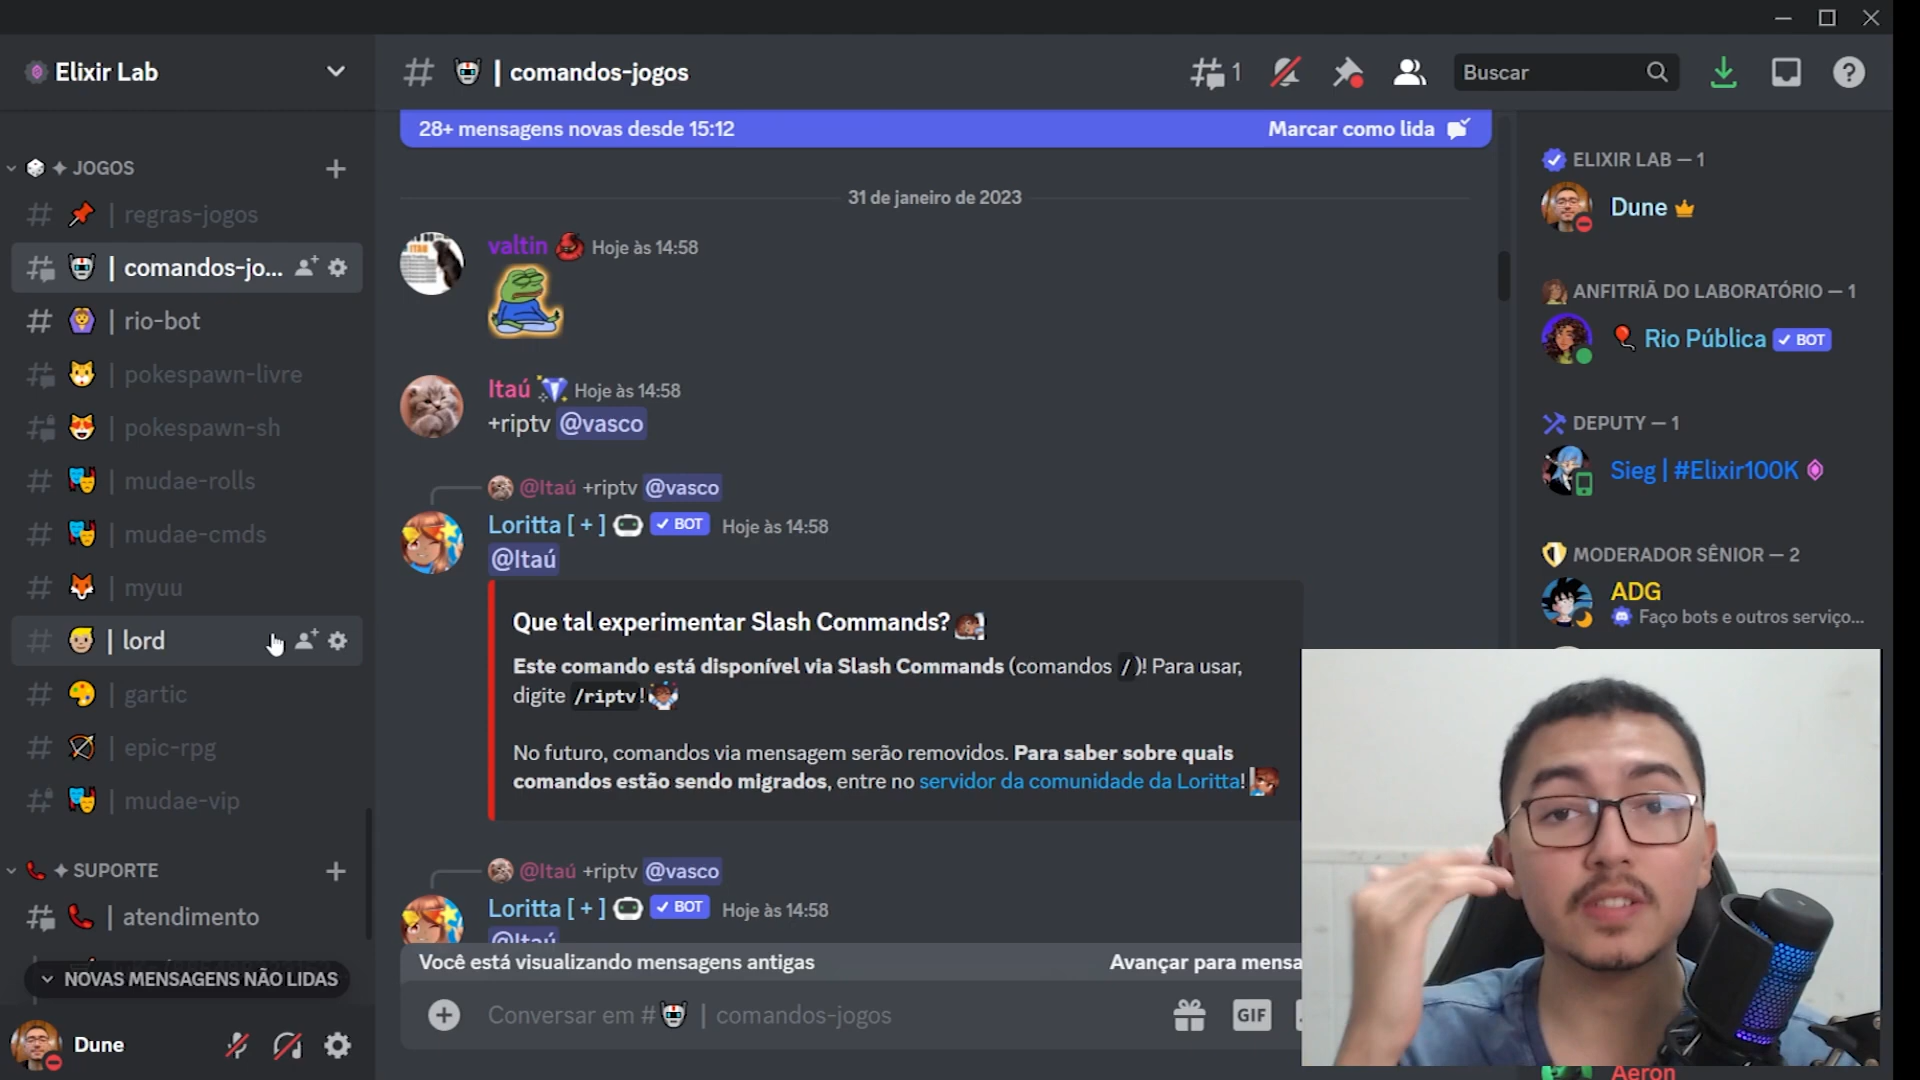 Elixir Lab
JOGOS
regras-jogos
comandos-jo...
rio-bot
pokespawn-livre
pokespawn-sh
mudae-rolls
mudae-cmds
myuu
lord
gartic
epic-rpg
mudae-vip
SUPORTE
atendimento
NOVAS MENSAGENS NÃO LIDAS
Dune
# | comandos-jogos
1
Buscar
28+ mensagens novas desde 15:12
Marcar como lida
31 de janeiro de 2023
valtin Hoje às 14:58
Itaú Hoje às 14:58
+riptv @vasco
@Itaú +riptv @vasco
Loritta [ + ] ✓ BOT Hoje às 14:58
@Itaú
Que tal experimentar Slash Commands?
Este comando está disponível via Slash Commands (comandos / )! Para usar,
digite /riptv !
No futuro, comandos via mensagem serão removidos. Para saber sobre quais
comandos estão sendo migrados, entre no servidor da comunidade da Loritta!
@Itaú +riptv @vasco
Loritta [ + ] ✓ BOT Hoje às 14:58
@Itaú
Você está visualizando mensagens antigas
Avançar para mensa
Conversar em # | comandos-jogos
GIF
ELIXIR LAB — 1
Dune
ANFITRIÃ DO LABORATÓRIO — 1
Rio Pública ✓ BOT
DEPUTY — 1
Sieg | #Elixir100K
MODERADOR SÊNIOR — 2
ADG
Faço bots e outros serviço...
Aeron